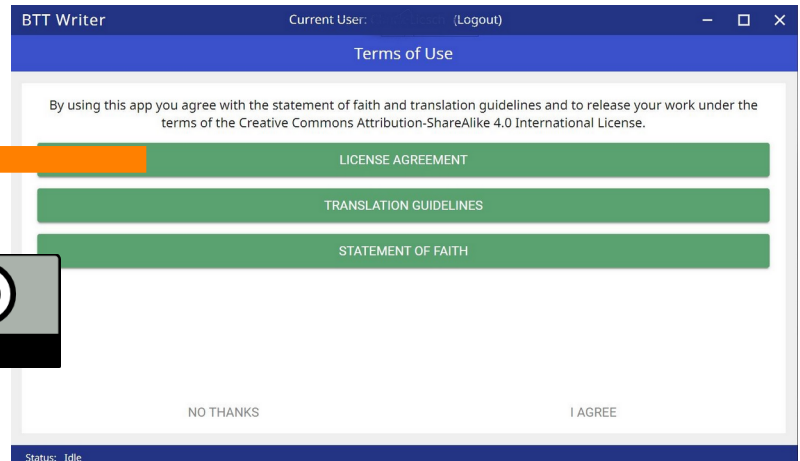 BTT Writer
Current User: (Logout)
Terms of Use
By using this app you agree with the statement of faith and translation guidelines and to release your work under the
terms of the Creative Commons Attribution-ShareAlike 4.0 International License.
LICENSE AGREEMENT
TRANSLATION GUIDELINES
STATEMENT OF FAITH
NO THANKS
I AGREE
Status: Idle